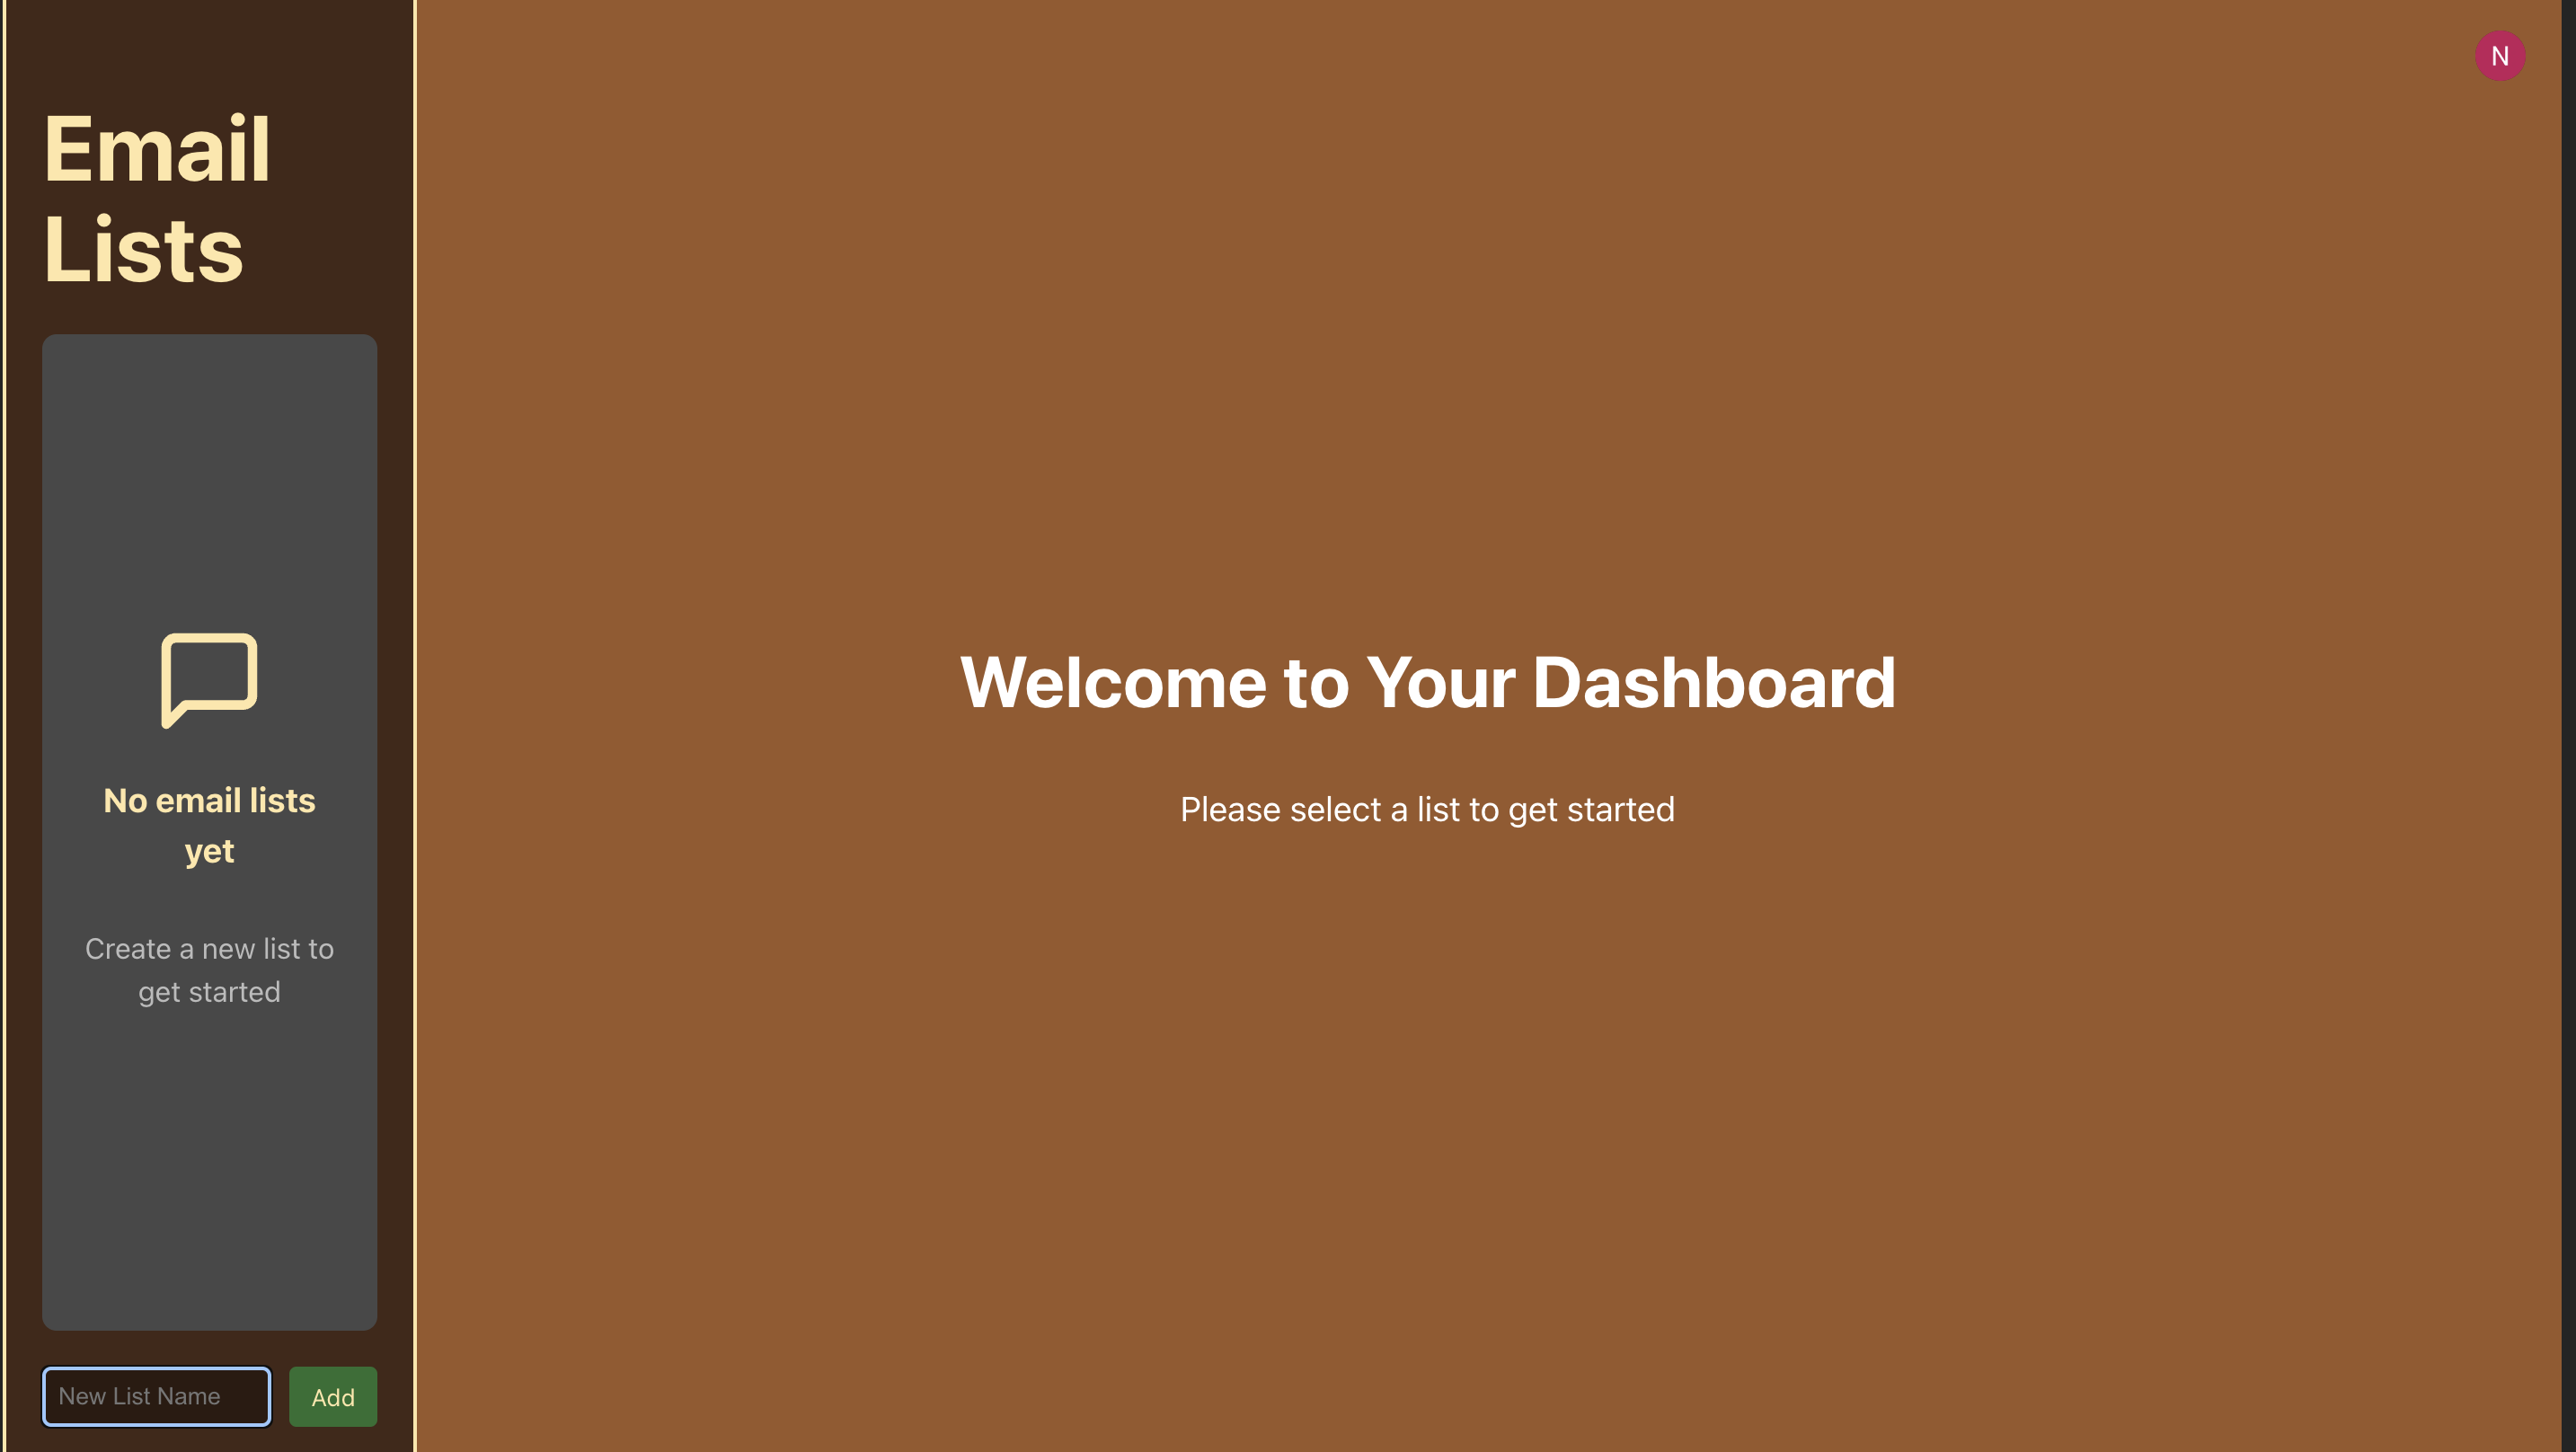 Email
Lists
No email lists
yet
Create a new list to
get started
New List Name
Add
N
Welcome to Your Dashboard
Please select a list to get started